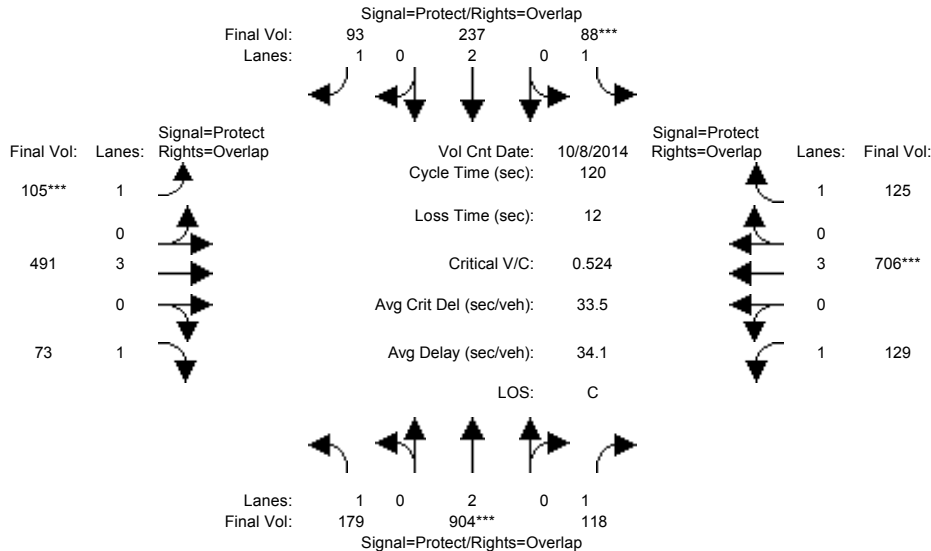 Signal=Protect/Rights=Overlap
Final Vol: 93 237 88***
Lanes: 1 0 2 0 1
Signal=Protect Signal=Protect
Final Vol: Lanes: Rights=Overlap Vol Cnt Date: 10/8/2014 Rights=Overlap Lanes: Final Vol:
Cycle Time (sec): 120
105*** 1 1 125
Loss Time (sec): 12
0 0
491 3 Critical V/C: 0.524 3 706***
0 Avg Crit Del (sec/veh): 33.5 0
73 1 Avg Delay (sec/veh): 34.1 1 129
LOS: C
Lanes: 1 0 2 0 1
Final Vol: 179 904*** 118
Signal=Protect/Rights=Overlap